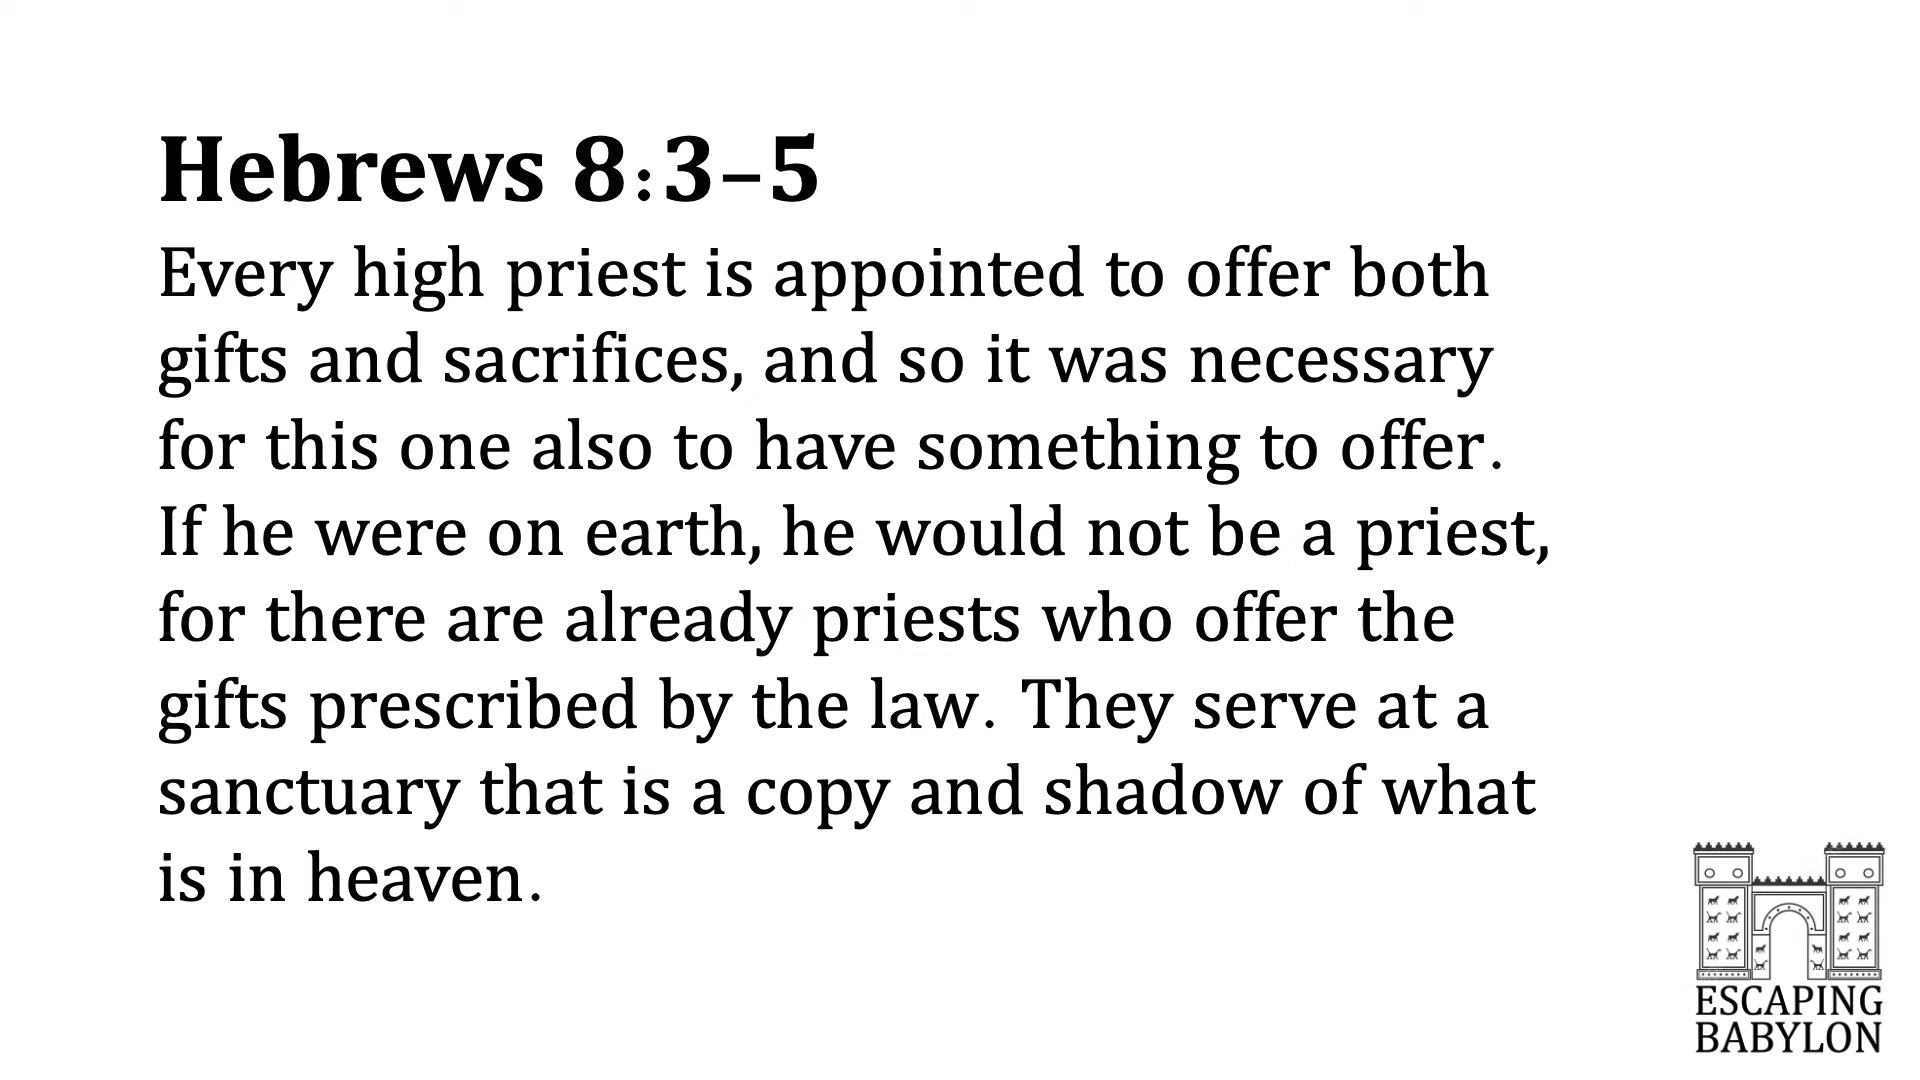 Hebrews 8:3–5
Every high priest is appointed to offer both
gifts and sacrifices, and so it was necessary
for this one also to have something to offer.
If he were on earth, he would not be a priest,
for there are already priests who offer the
gifts prescribed by the law. They serve at a
sanctuary that is a copy and shadow of what
is in heaven.
ESCAPING
BABYLON